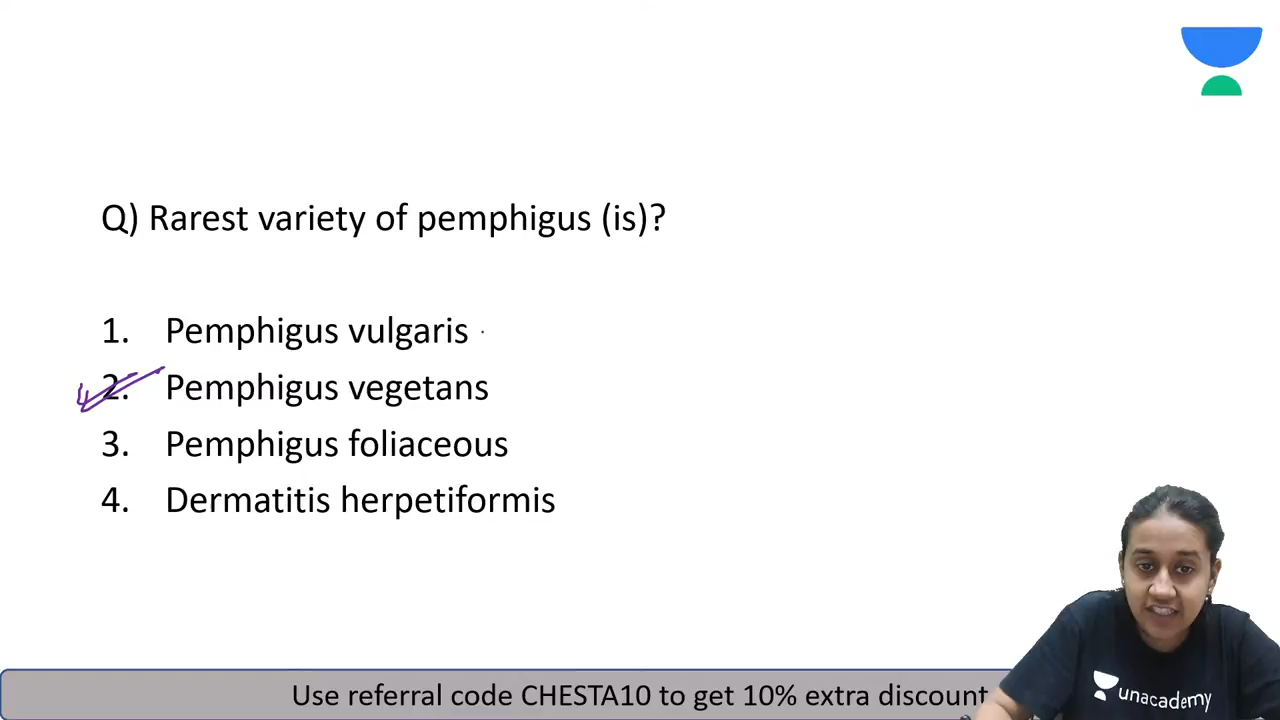 Q) Rarest variety of pemphigus (is)?
1. Pemphigus vulgaris
2. Pemphigus vegetans
3. Pemphigus foliaceous
4. Dermatitis herpetiformis
Use referral code CHESTA10 to get 10% extra discount
unacademy